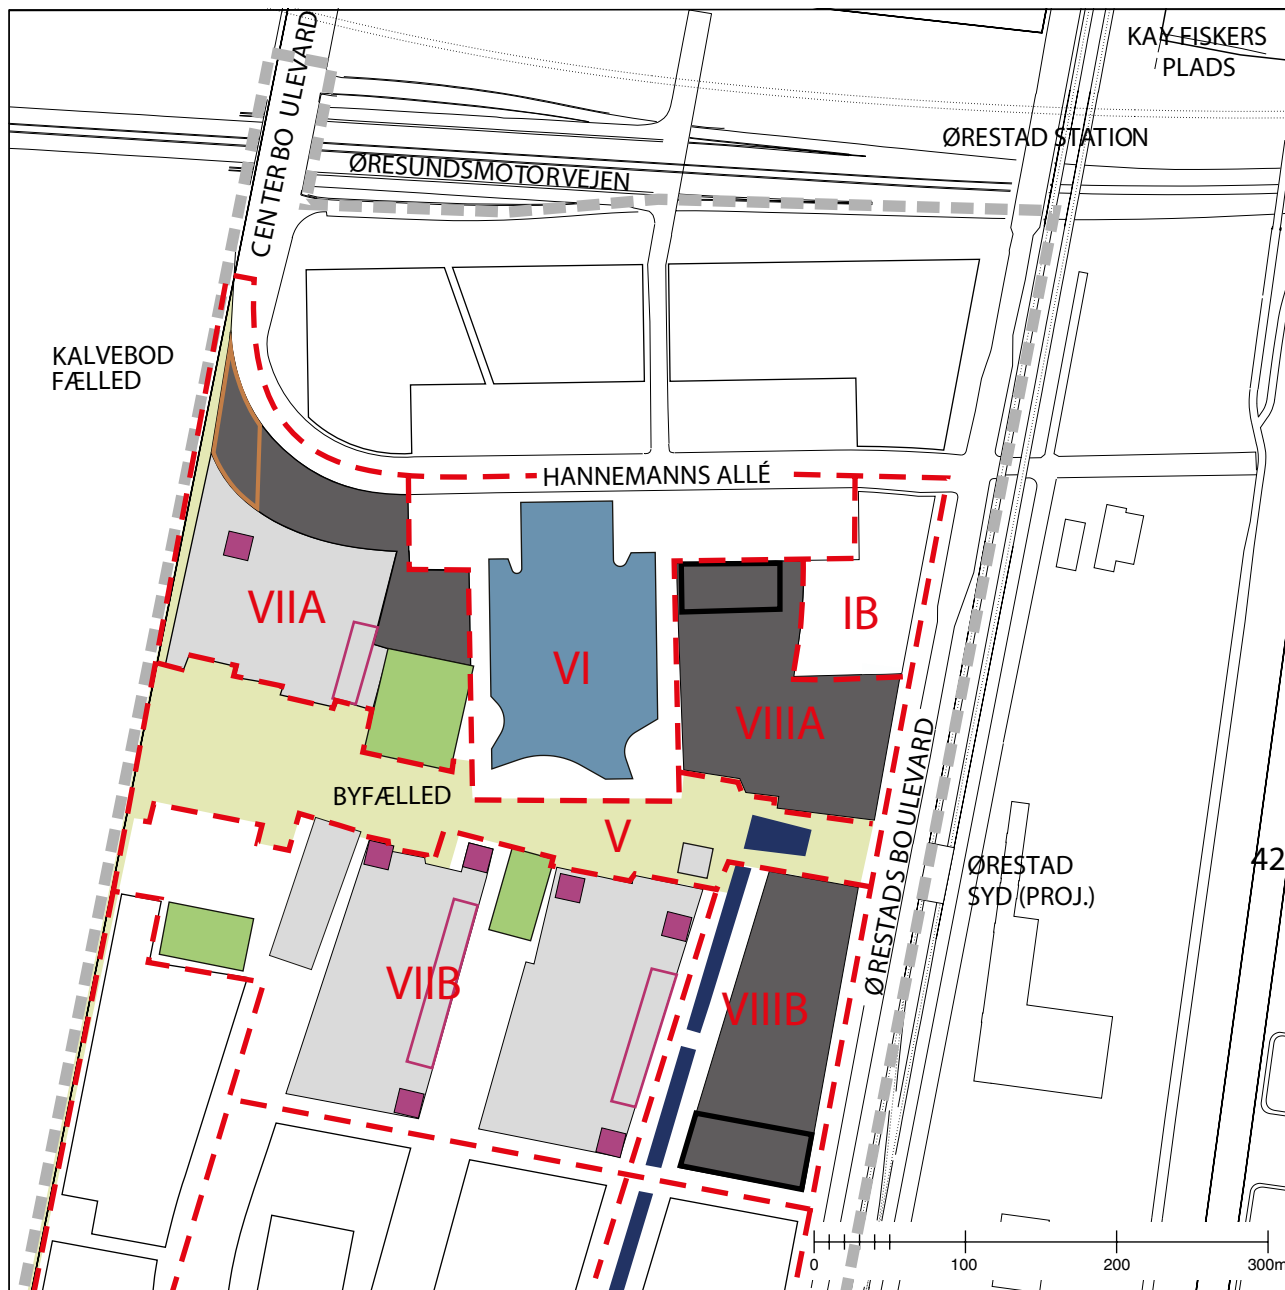 KAY FISKERS
PLADS
CENTER BOULEVARD
ØRESTAD STATION
ØRESUNDSMOTORVEJEN
KALVEBOD
FÆLLED
HANNEMANNS ALLÉ
VIIA
IB
VI
VIIIA
BYFÆLLED
V
ØRESTADS BOULEVARD
ØRESTAD
SYD (PROJ.)
42
VIIB
VIIIB
0 100 200 300m